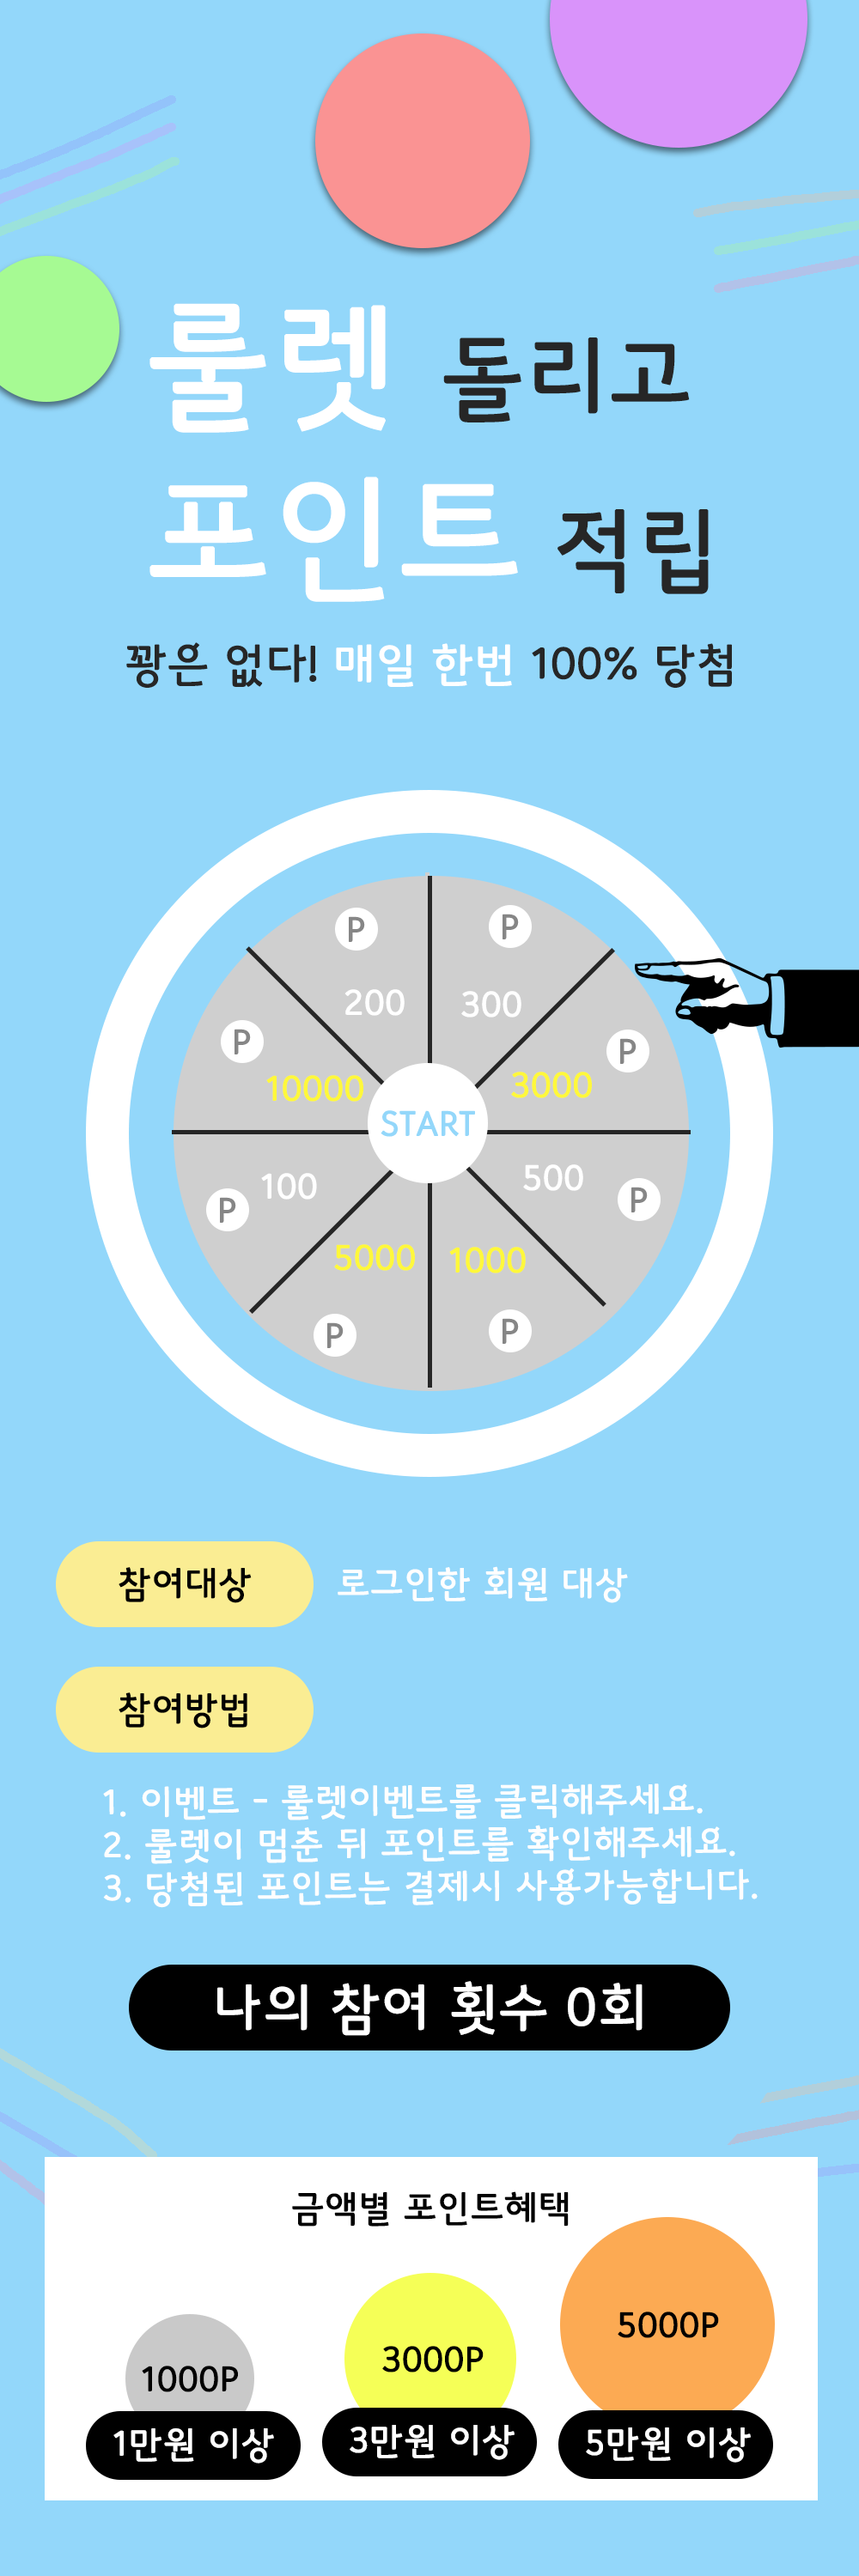 룰렛 돌리고
포인트 적립
꽝은 없다! 매일 한번 100% 당첨
P P
200 300
P P
10000 3000
START
100 500
P P
5000 1000
P P
참여대상 로그인한 회원 대상
참여방법
1. 이벤트 - 룰렛이벤트를 클릭해주세요.
2. 룰렛이 멈춘 뒤 포인트를 확인해주세요.
3. 당첨된 포인트는 결제시 사용가능합니다.
나의 참여 횟수 0회
금액별 포인트혜택
1000P 3000P 5000P
1만원 이상 3만원 이상 5만원 이상